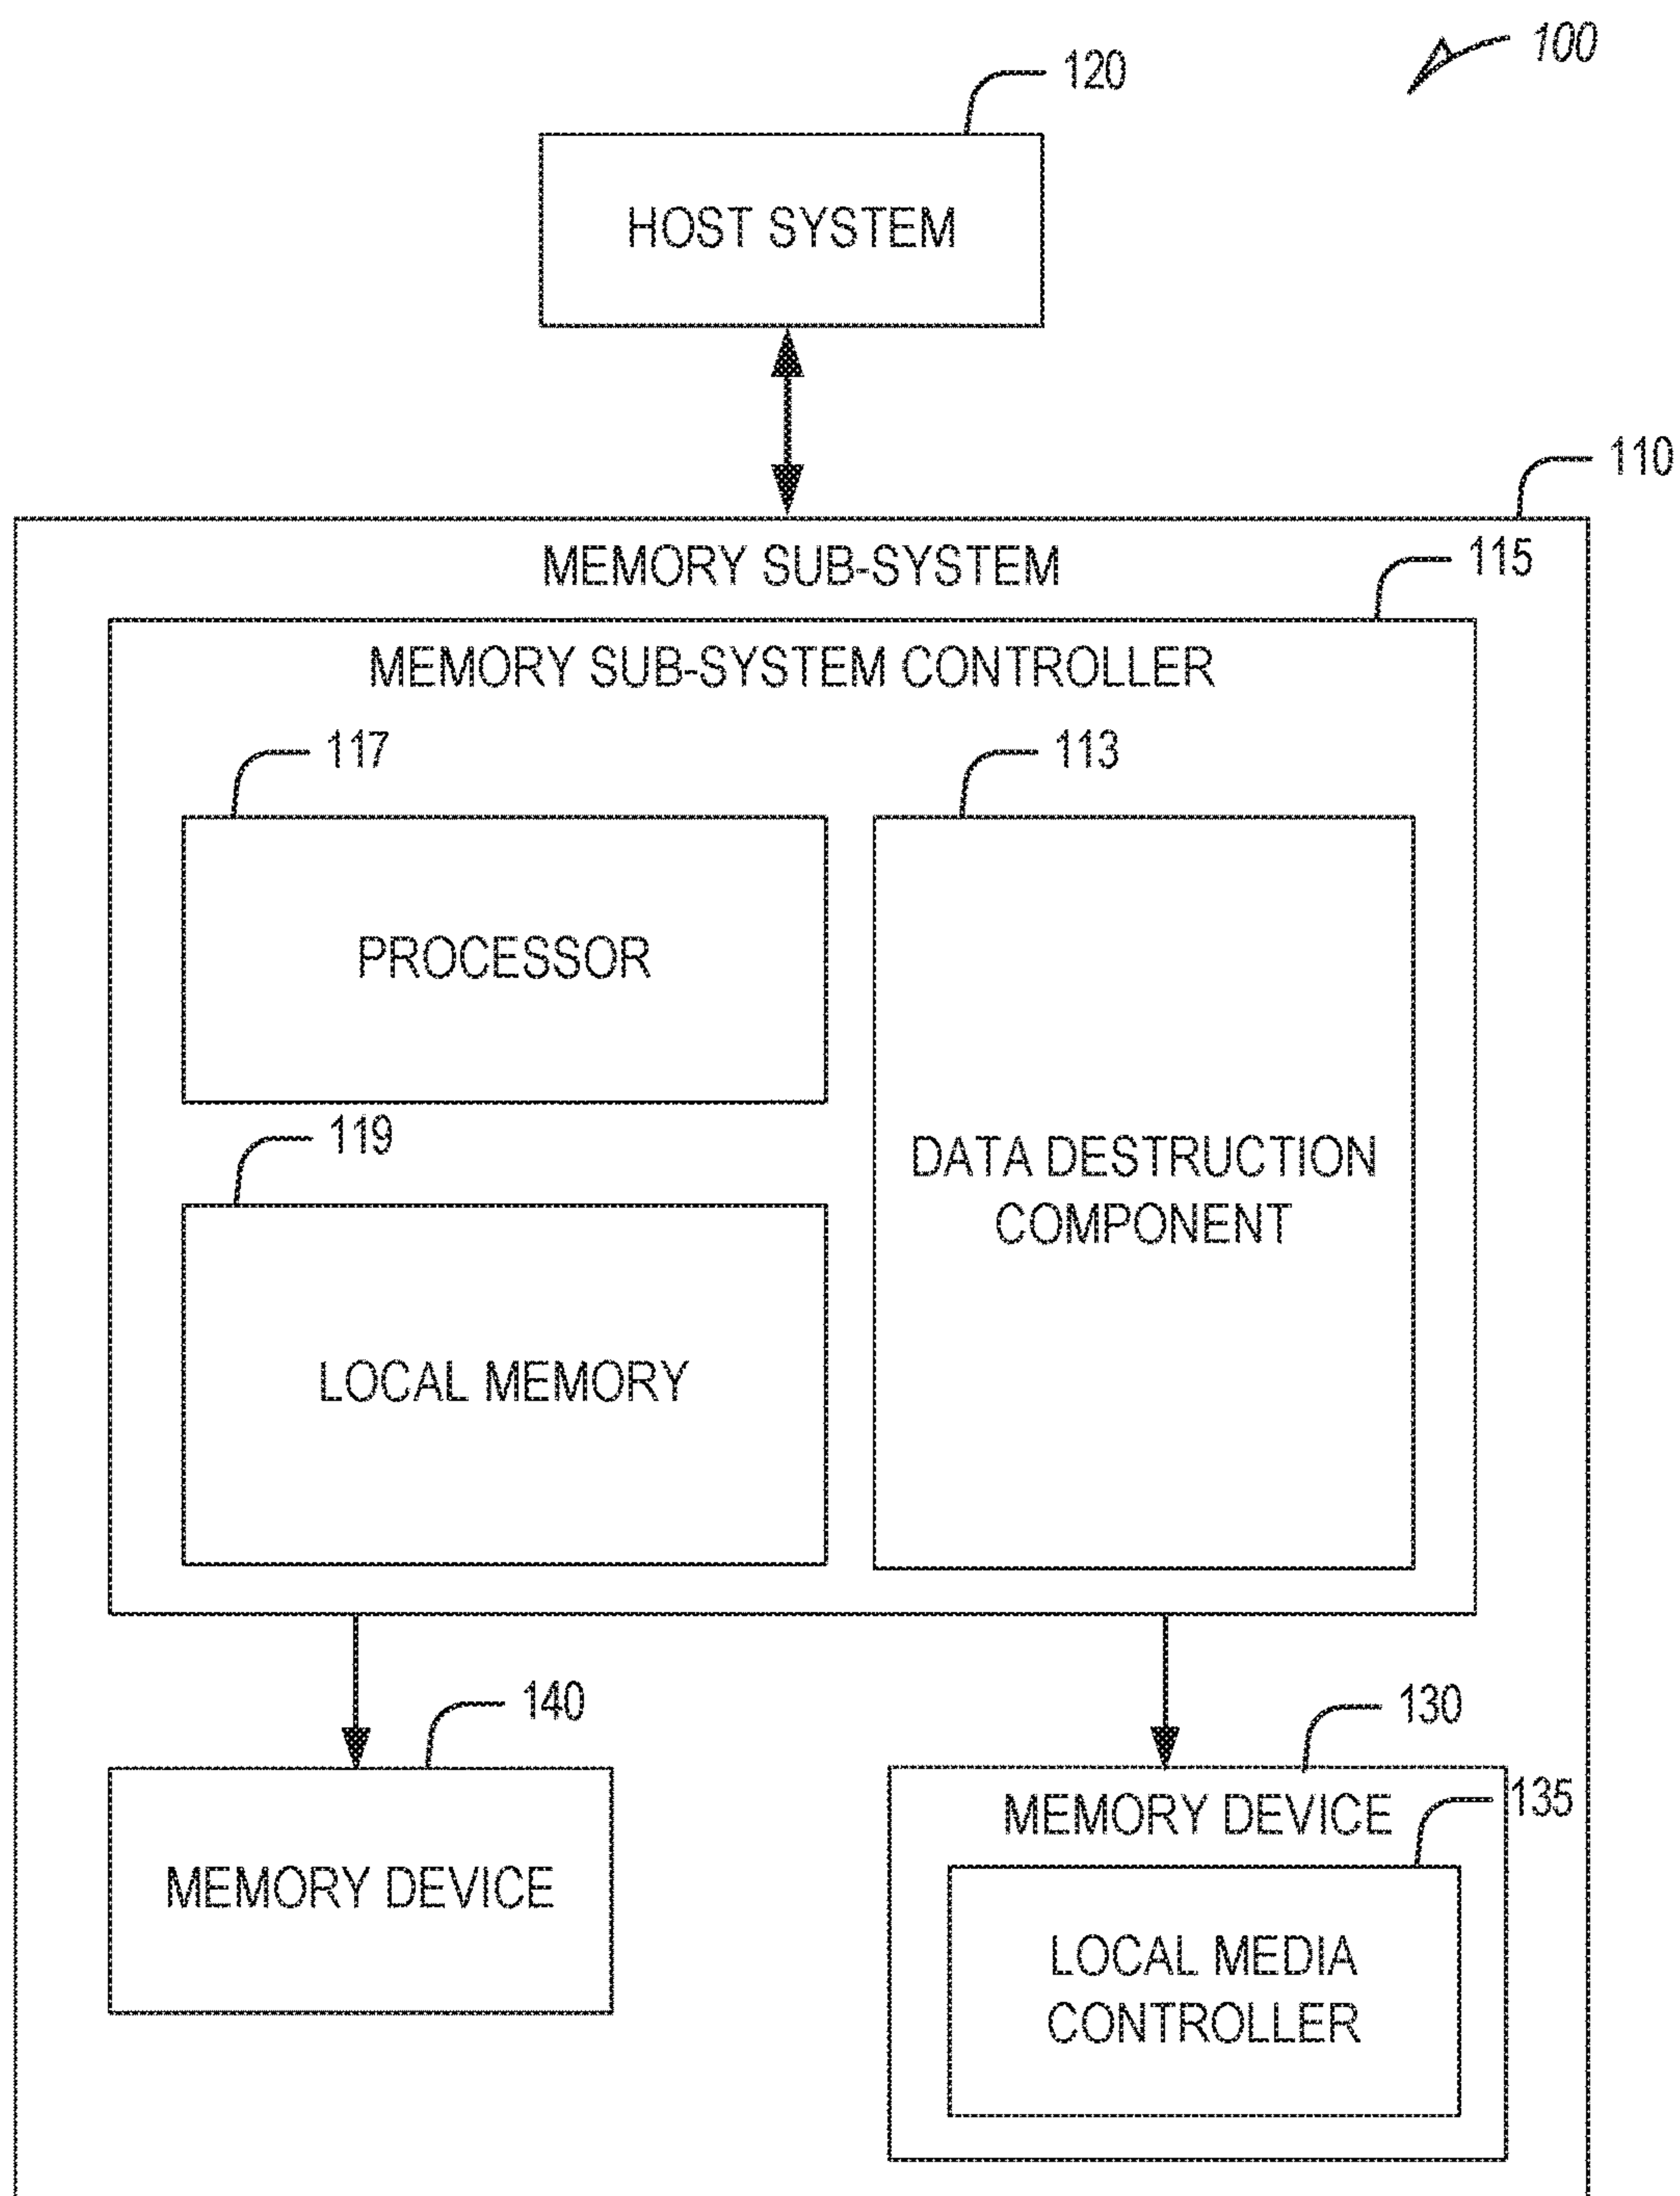 100
120
HOST SYSTEM
110
MEMORY SUB-SYSTEM
115
MEMORY SUB-SYSTEM CONTROLLER
117
113
PROCESSOR
119
DATA DESTRUCTION
COMPONENT
LOCAL MEMORY
140
130
MEMORY DEVICE
135
MEMORY DEVICE
LOCAL MEDIA
CONTROLLER